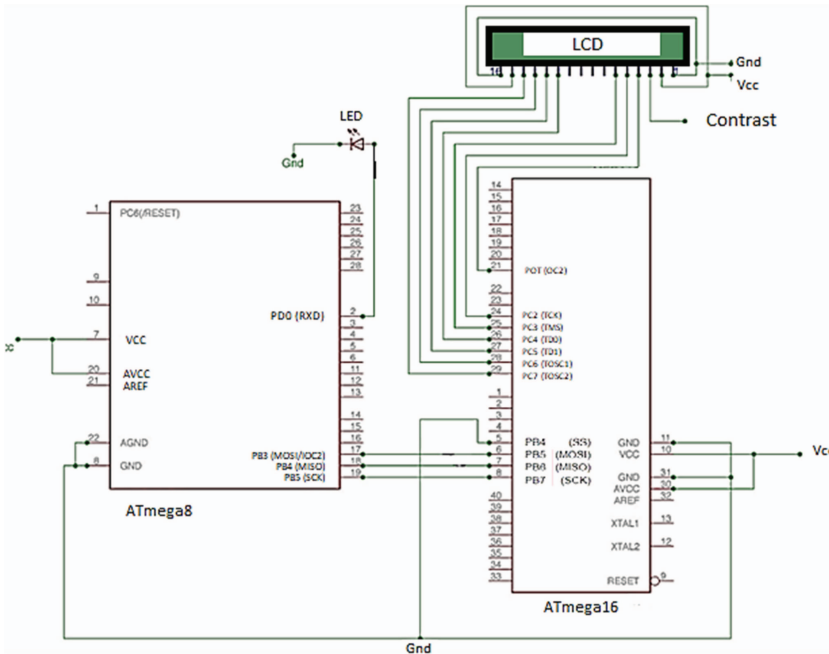 LCD
16 1
Gnd
Vcc
Contrast
LED
Gnd
1 PC6(/RESET) 23
24
25
26
27
28
9
10
PD0 (RXD) 2
3
7 VCC 4
5
6
20 AVCC 11
21 AREF 12
13
14
15
22 AGND 16
PB3 (MOSI/IOC2) 17
8 GND PB4 (MISO) 18
PB5 (SCK) 19
ATmega8
14
15
16
17
18
19
20
21 POT (OC2)
22
23
24 PC2 (TCK)
25 PC3 (TMS)
26 PC4 (TD0)
27 PC5 (TD1)
28 PC6 (TOSC1)
29 PC7 (TOSC2)
1
2
3
4
5 PB4 (SS) GND 11
6 PB5 (MOSI) VCC 10
7 PB6 (MISO) GND 31
8 PB7 (SCK) AVCC 30
40 AREF 32
39
38 XTAL1 13
37
36 XTAL2 12
35
34
33 RESET 9
Vcc
ATmega16
Gnd